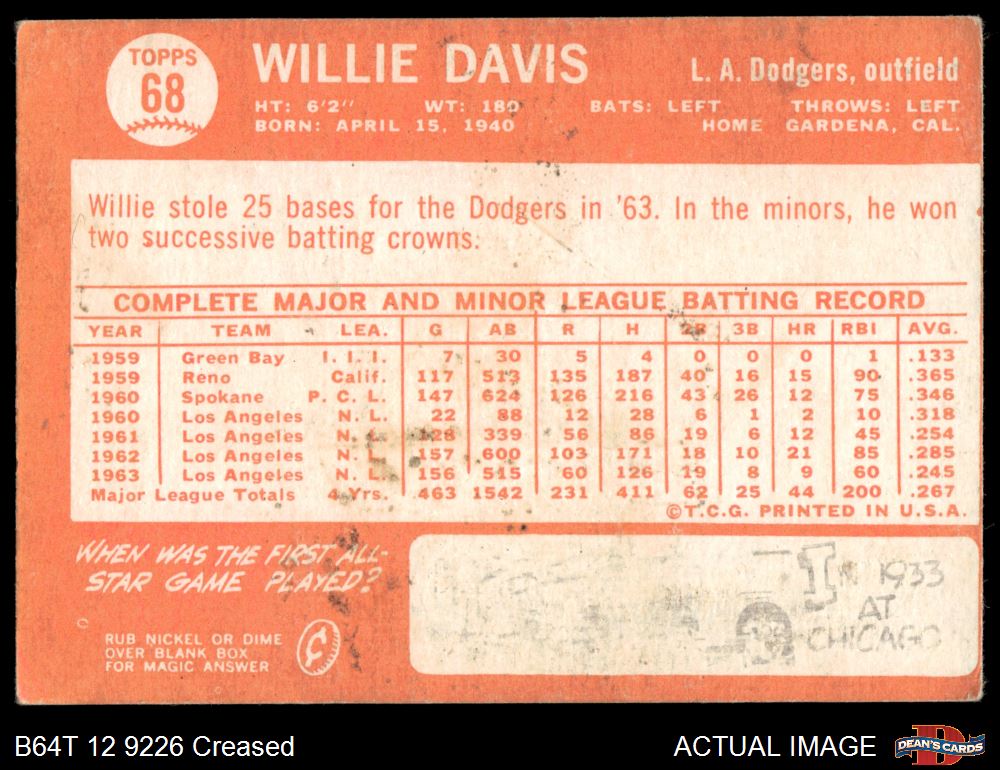 TOPPS
68
WILLIE DAVIS
L. A. Dodgers, outfield
HT: 6'2" WT: 180 BATS: LEFT THROWS: LEFT
BORN: APRIL 15, 1940 HOME GARDENA, CAL.
Willie stole 25 bases for the Dodgers in '63. In the minors, he won
two successive batting crowns.
COMPLETE MAJOR AND MINOR LEAGUE BATTING RECORD
YEAR TEAM LEA. G AB R H 2B 3B HR RBI AVG.
1959 Green Bay I. I. I. 7 30 5 4 0 0 0 1 .133
1959 Reno Calif. 117 513 135 187 40 16 15 90 .365
1960 Spokane P. C. L. 147 624 126 216 43 26 12 75 .346
1960 Los Angeles N. L. 22 88 12 28 6 1 2 10 .318
1961 Los Angeles N. L. 128 339 56 86 19 6 12 45 .254
1962 Los Angeles N. L. 157 600 103 171 18 10 21 85 .285
1963 Los Angeles N. L. 156 515 60 126 19 8 9 60 .245
Major League Totals 4 Yrs. 463 1542 231 411 62 25 44 200 .267
©T.C.G. PRINTED IN U.S.A.
WHEN WAS THE FIRST ALL-
STAR GAME PLAYED?
RUB NICKEL OR DIME
OVER BLANK BOX
FOR MAGIC ANSWER
IN 1933
AT
CHICAGO
B64T 12 9226 Creased
ACTUAL IMAGE
D
DEAN'S CARDS